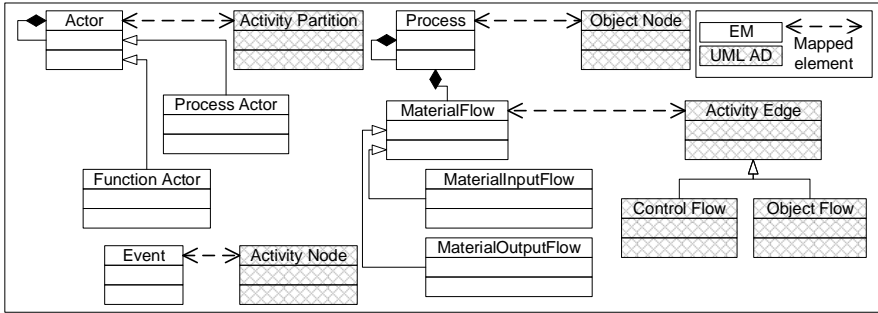 Actor
Activity Partition
Process
Object Node
EM
UML AD
Mapped
element
Process Actor
MaterialFlow
Activity Edge
Function Actor
MaterialInputFlow
Control Flow
Object Flow
Event
Activity Node
MaterialOutputFlow